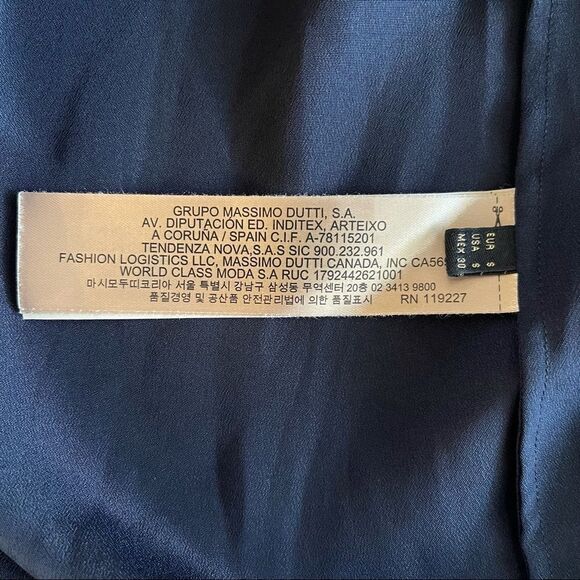 GRUPO MASSIMO DUTTI, S.A.
AV. DIPUTACIÓN ED. INDITEX, ARTEIXO
A CORUÑA / SPAIN C.I.F. A-78115201
TENDENZA NOVA,S.A.S SIC 900.232.961
FASHION LOGISTICS LLC, MASSIMO DUTTI CANADA, INC
WORLD CLASS MODA S.A RUC 1792442621001
마시모두띠코리아 서울 특별시 강남구 삼성동 무역센터 20층 02 3413 9800
품질경영 및 공산품 안전관리법에 의한 품질표시 RN 119227
EUR S
USA S
MEX 30